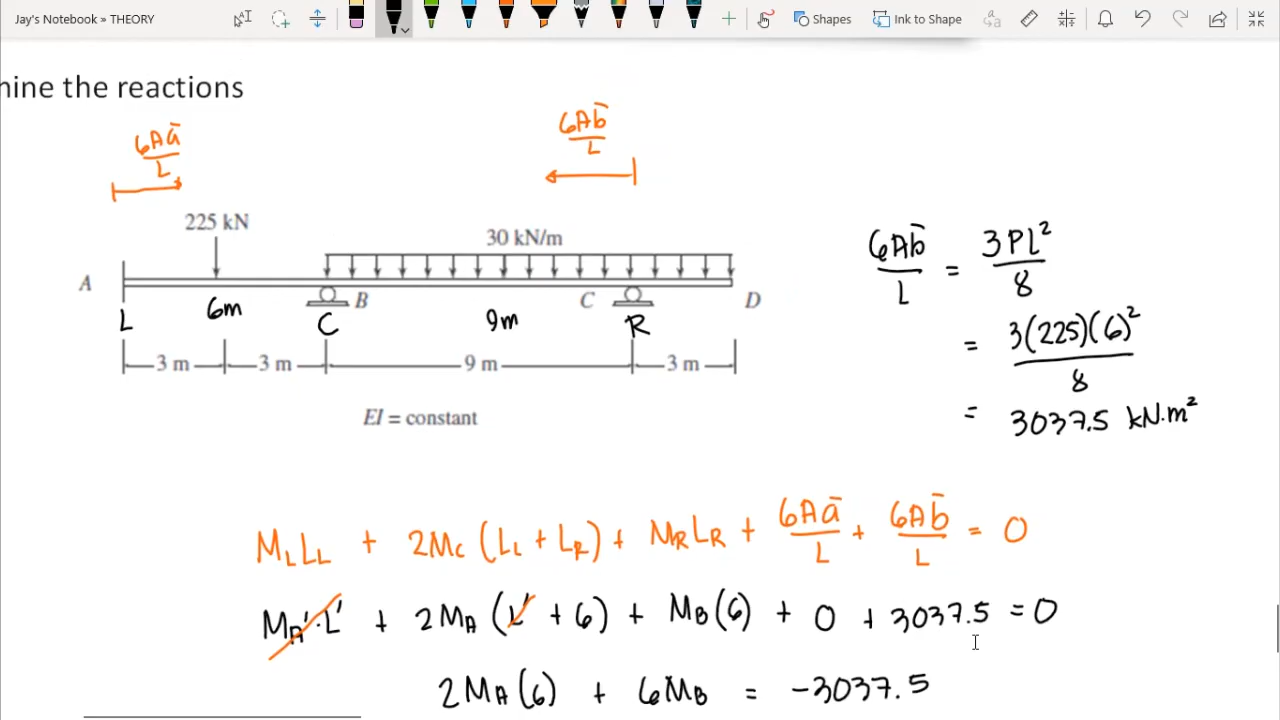 Jay's Notebook » THEORY
Shapes
Ink to Shape
mine the reactions
6Aā/L
6Ab̄/L
225 kN
30 kN/m
A
B
C
D
L
6m
C
9m
R
3 m
3 m
9 m
3 m
EI = constant
6Ab̄/L = 3PL²/8
= 3(225)(6)²/8
= 3037.5 kN.m²
MLLL + 2Mc (LL + LR) + MRLR + 6Aā/L + 6Ab̄/L = 0
MA'·L' + 2MA (L' + 6) + MB(6) + 0 + 3037.5 = 0
2MA(6) + 6MB = -3037.5